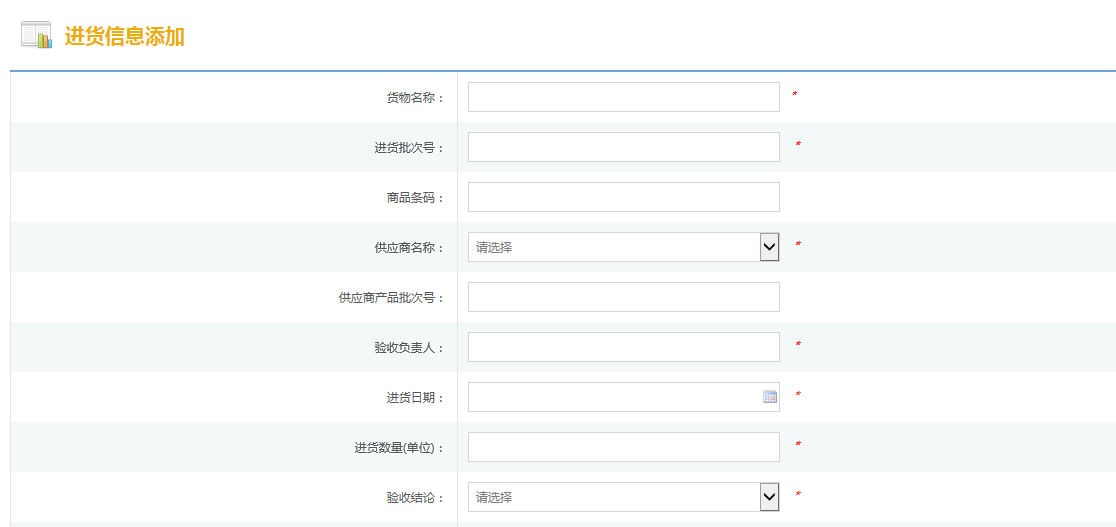 进货信息添加
货物名称： *
进货批次号： *
商品条码：
供应商名称： 请选择 *
供应商产品批次号：
验收负责人： *
进货日期： *
进货数量(单位)： *
验收结论： 请选择 *